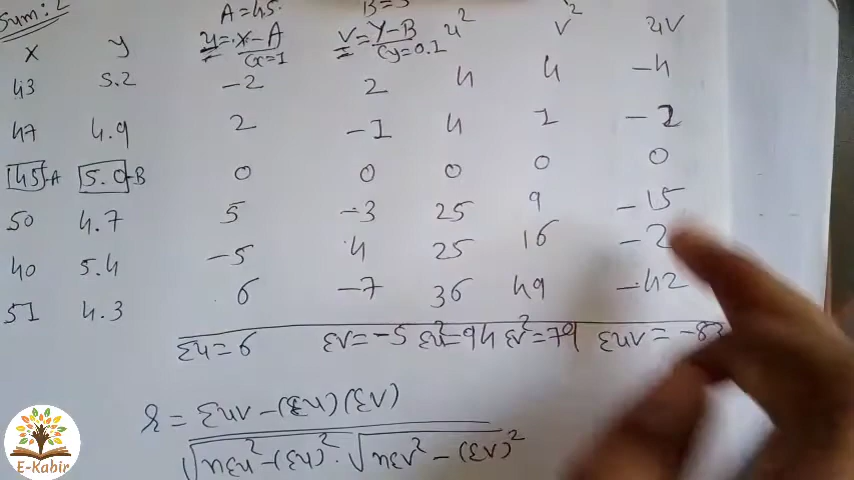 Sum: 2
A=45. B=5
x y u=x-A/Cx=1 v=Y-B/Cy=0.1 u² v² uv
43 5.2 -2 2 4 4 -4
47 4.9 2 -1 4 1 -2
45-A 5.0-B 0 0 0 0 0
50 4.7 5 -3 25 9 -15
40 5.4 -5 4 25 16 -2
51 4.3 6 -7 36 49 -42
Σu=6 Σv=-5 Σu²=94 Σv²=79 Σuv=-83
r = Σuv-(Σu)(Σv)
√nΣu²-(Σu)². √nΣv²-(Σv)²
E-Kabir